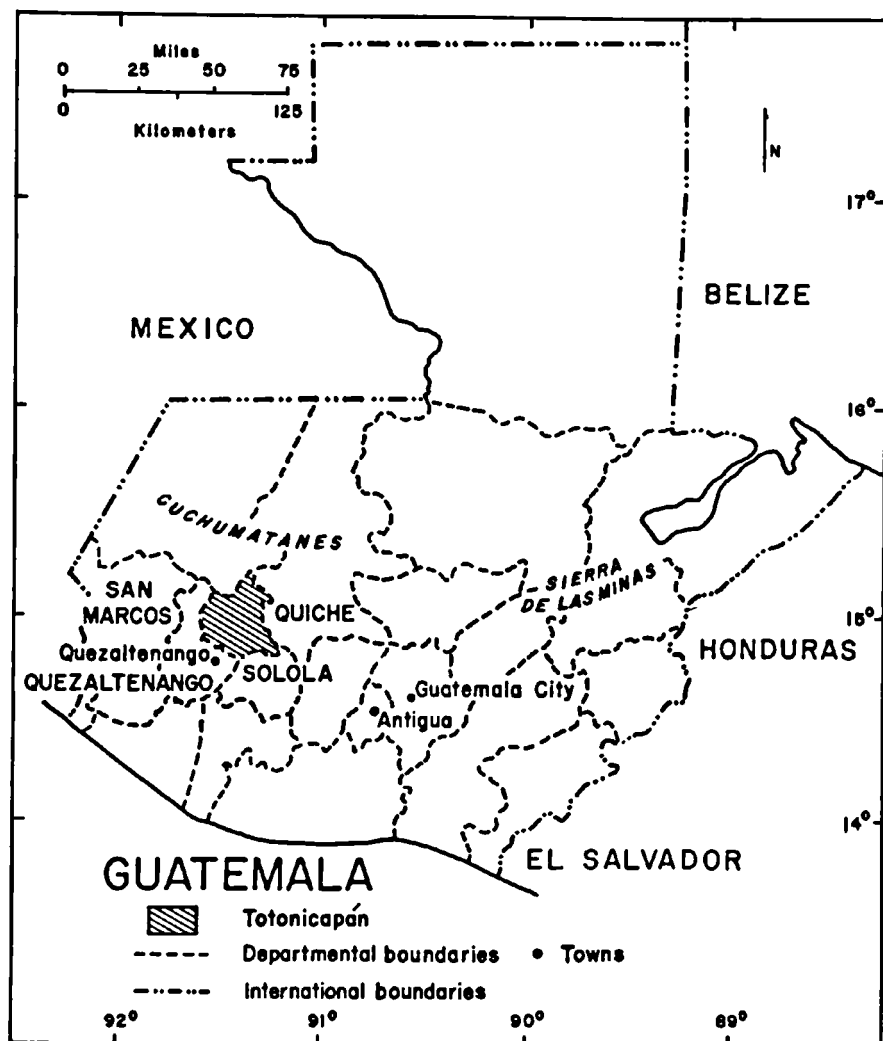 Miles
0 25 50 75
0 125
Kilometers
N
17°
BELIZE
MEXICO
16°
CUCHUMATANES
SIERRA
DE LAS MINAS
SAN
MARCOS
QUICHE
15°
HONDURAS
Quezaltenango
QUEZALTENANGO
SOLOLA
Guatemala City
Antigua
14°
EL SALVADOR
GUATEMALA
Totonicapán
Departmental boundaries
Towns
International boundaries
92° 91° 90° 89°